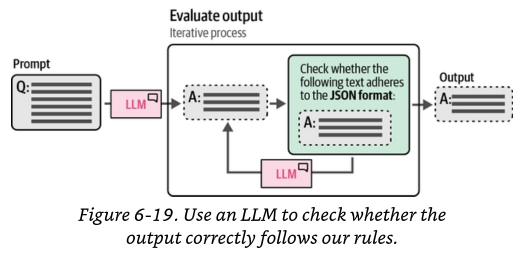 Evaluate output
Iterative process
Prompt
Q:
LLM
A:
Check whether the
following text adheres
to the JSON format:
A:
LLM
Output
A:
Figure 6-19. Use an LLM to check whether the
output correctly follows our rules.